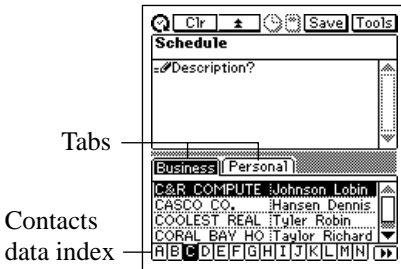 Clr Save Tools
Schedule
Description?
Tabs
Business Personal
C&R COMPUTE Johnson Lobin
CASCO CO. Hansen Dennis
COOLEST REAL Tyler Robin
CORAL BAY HO Taylor Richard
Contacts
data index
A B C D E F G H I J K L M N